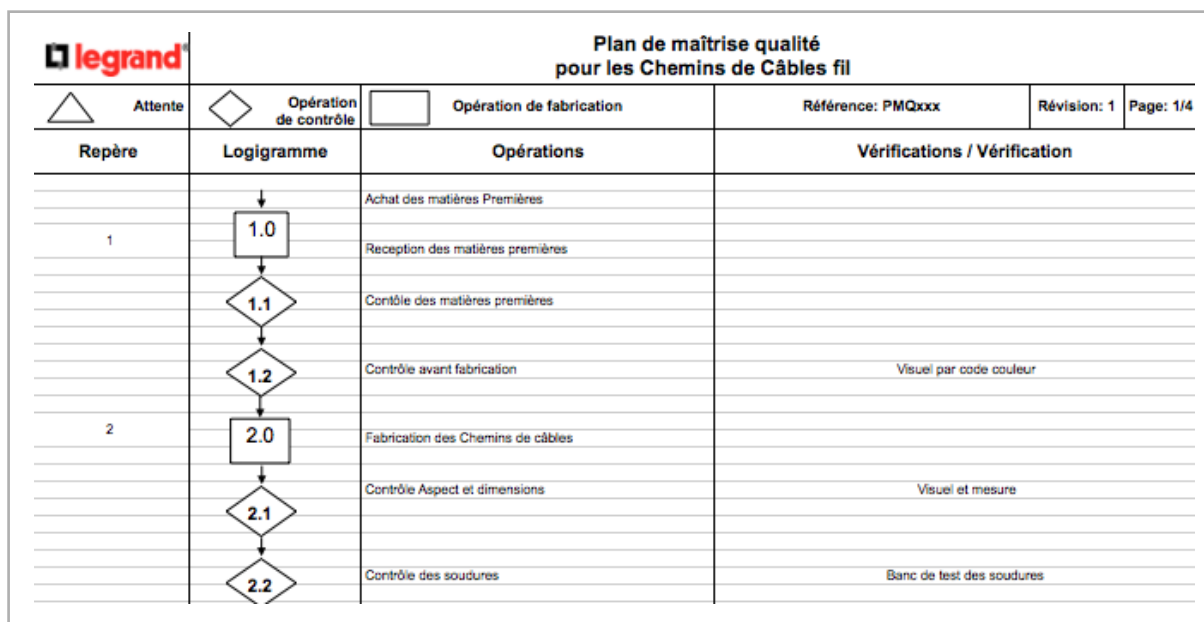 legrand®
Plan de maîtrise qualité
pour les Chemins de Câbles fil
Attente
Opération
de contrôle
Opération de fabrication
Référence: PMQxxx
Révision: 1
Page: 1/4
Repère
Logigramme
Opérations
Vérifications / Vérification
Achat des matières Premières
1
1.0
Reception des matières premières
1.1
Contôle des matières premières
1.2
Contrôle avant fabrication
Visuel par code couleur
2
2.0
Fabrication des Chemins de câbles
Contrôle Aspect et dimensions
Visuel et mesure
2.1
Contrôle des soudures
Banc de test des soudures
2.2